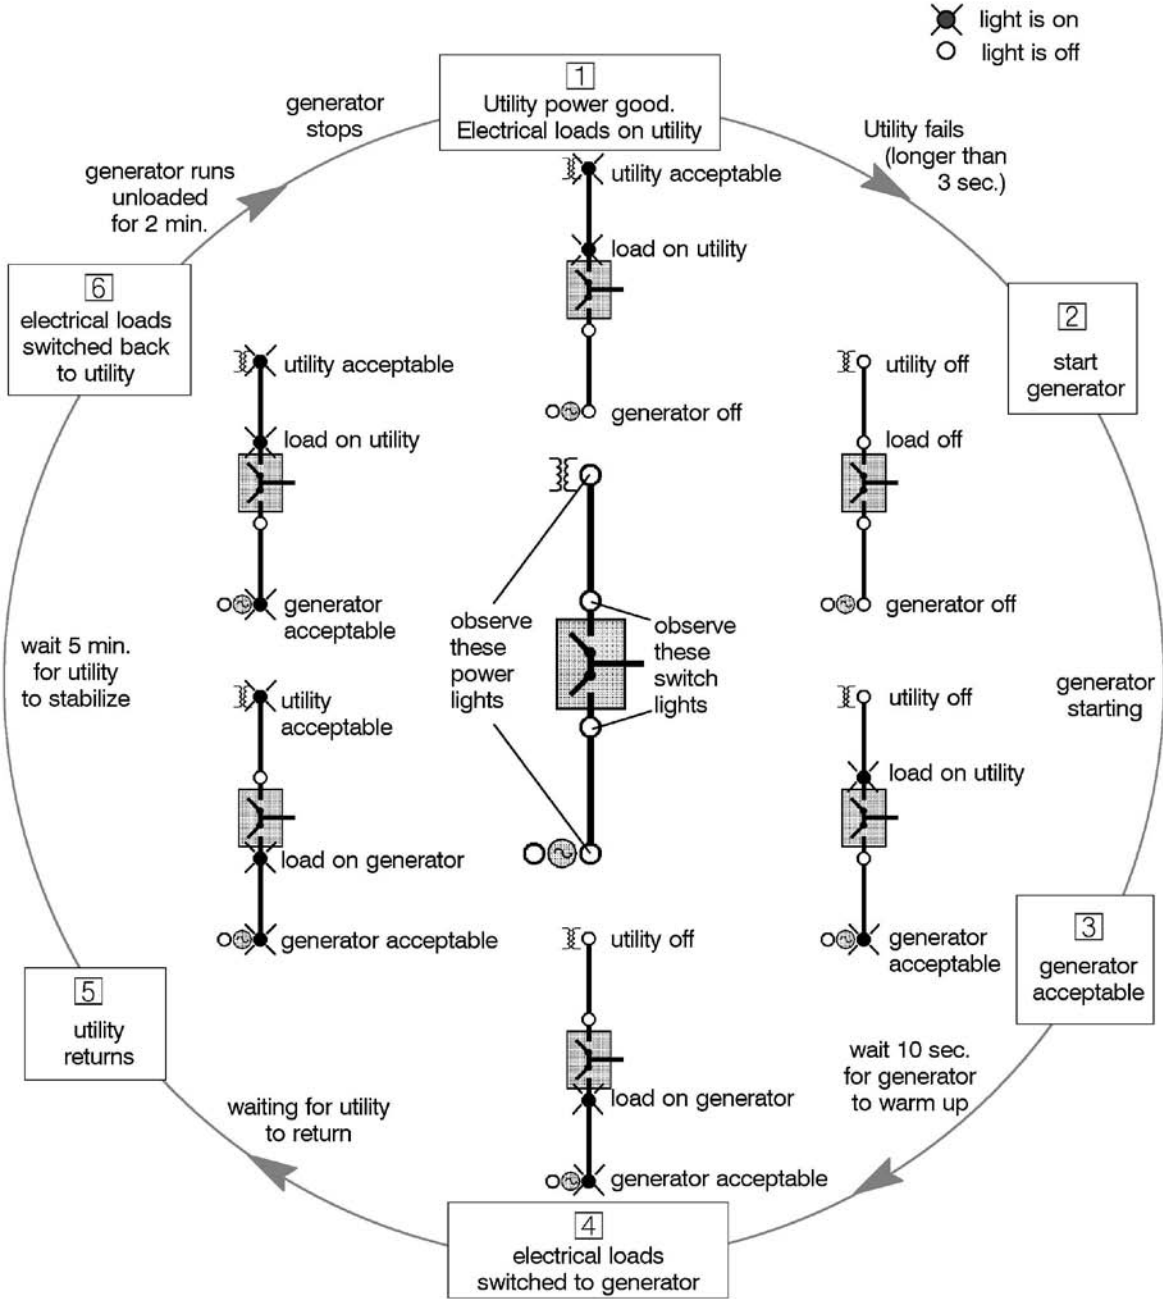 light is on
light is off
1
Utility power good.
Electrical loads on utility
utility acceptable
load on utility
generator off
Utility fails
(longer than
3 sec.)
2
start
generator
utility off
load off
generator off
generator
starting
3
generator
acceptable
utility off
load on utility
generator
acceptable
wait 10 sec.
for generator
to warm up
4
electrical loads
switched to generator
utility off
load on generator
generator acceptable
waiting for utility
to return
5
utility
returns
utility
acceptable
load on generator
generator acceptable
wait 5 min.
for utility
to stabilize
6
electrical loads
switched back
to utility
utility acceptable
load on utility
generator
acceptable
generator runs
unloaded
for 2 min.
generator
stops
observe
these
power
lights
observe
these
switch
lights